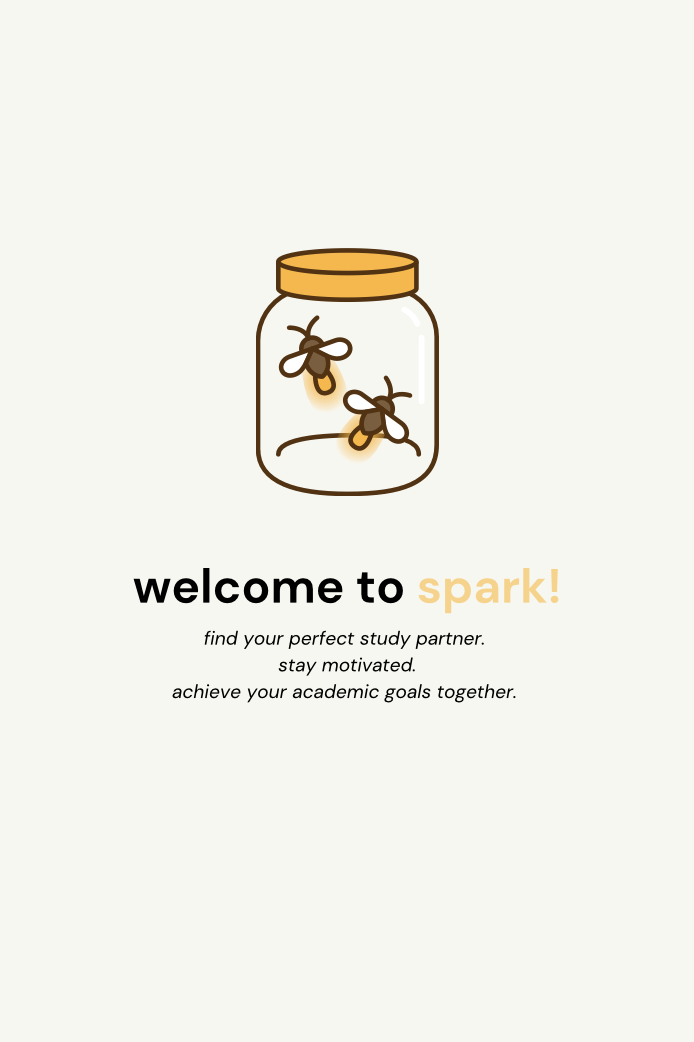 welcome to spark!
find your perfect study partner.
stay motivated.
achieve your academic goals together.